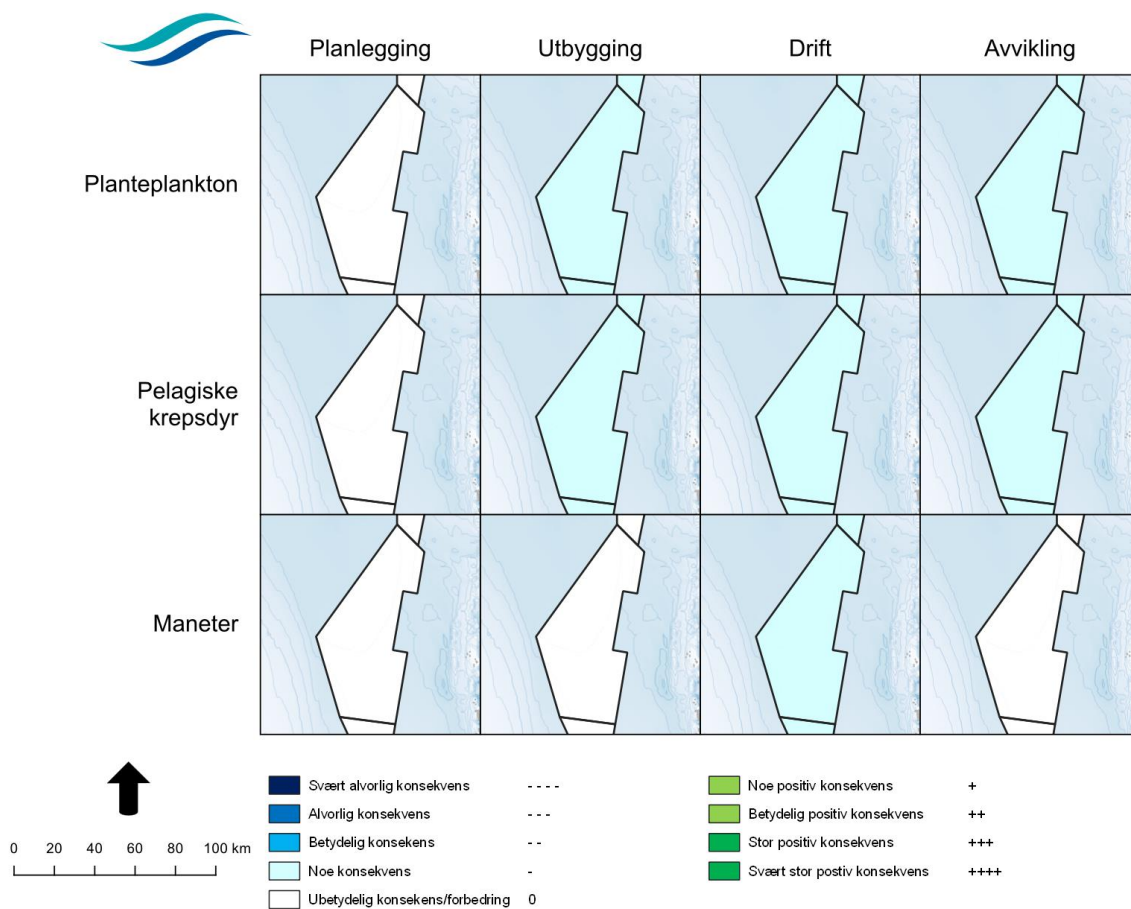 Planlegging Utbygging Drift Avvikling
Planteplankton
Pelagiske
krepsdyr
Maneter
0 20 40 60 80 100 km
Svært alvorlig konsekvens - - - -
Alvorlig konsekvens - - -
Betydelig konsekens - -
Noe konsekvens -
Ubetydelig konsekens/forbedring 0
Noe positiv konsekvens +
Betydelig positiv konsekvens ++
Stor positiv konsekvens +++
Svært stor postiv konsekvens ++++